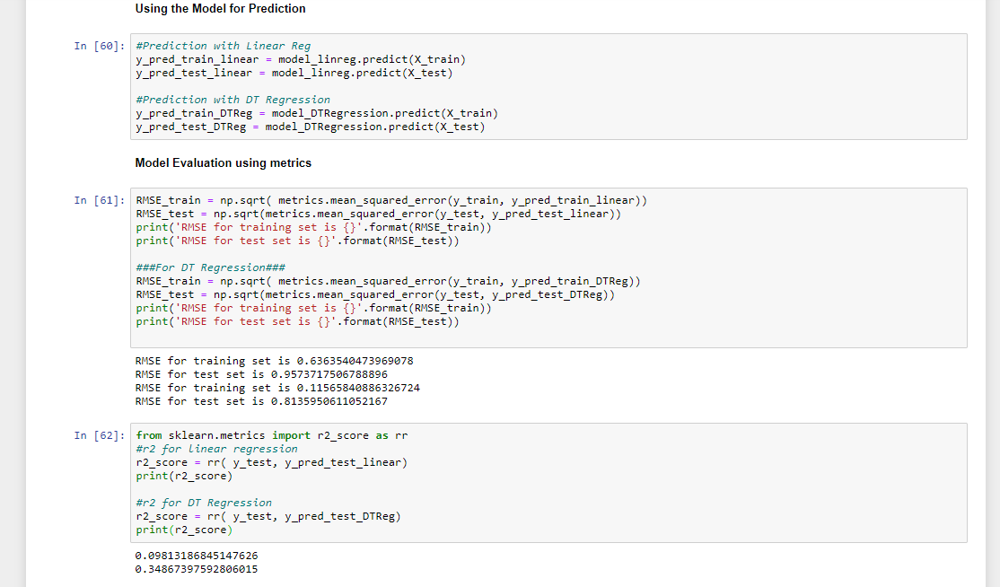 Using the Model for Prediction
In [60]:
#Prediction with Linear Reg
y_pred_train_linear = model_linreg.predict(X_train)
y_pred_test_linear = model_linreg.predict(X_test)
#Prediction with DT Regression
y_pred_train_DTReg = model_DTRegression.predict(X_train)
y_pred_test_DTReg = model_DTRegression.predict(X_test)
Model Evaluation using metrics
In [61]:
RMSE_train = np.sqrt( metrics.mean_squared_error(y_train, y_pred_train_linear))
RMSE_test = np.sqrt(metrics.mean_squared_error(y_test, y_pred_test_linear))
print('RMSE for training set is {}'.format(RMSE_train))
print('RMSE for test set is {}'.format(RMSE_test))
###For DT Regression###
RMSE_train = np.sqrt( metrics.mean_squared_error(y_train, y_pred_train_DTReg))
RMSE_test = np.sqrt(metrics.mean_squared_error(y_test, y_pred_test_DTReg))
print('RMSE for training set is {}'.format(RMSE_train))
print('RMSE for test set is {}'.format(RMSE_test))
RMSE for training set is 0.6363540473969078
RMSE for test set is 0.9573717506788896
RMSE for training set is 0.11565840886326724
RMSE for test set is 0.8135950611052167
In [62]:
from sklearn.metrics import r2_score as rr
#r2 for linear regression
r2_score = rr( y_test, y_pred_test_linear)
print(r2_score)
#r2 for DT Regression
r2_score = rr( y_test, y_pred_test_DTReg)
print(r2_score)
0.09813186845147626
0.34867397592806015